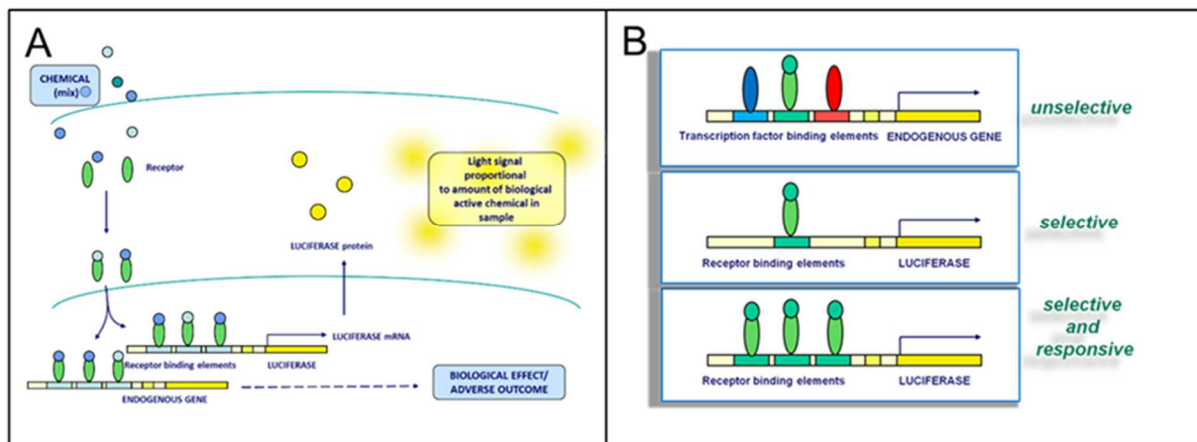 A
CHEMICAL
(mix)
Receptor
Light signal
proportional
to amount of biological
active chemical in
sample
LUCIFERASE protein
LUCIFERASE mRNA
Receptor binding elements
LUCIFERASE
ENDOGENOUS GENE
BIOLOGICAL EFFECT/
ADVERSE OUTCOME
B
Transcription factor binding elements
ENDOGENOUS GENE
unselective
Receptor binding elements
LUCIFERASE
selective
Receptor binding elements
LUCIFERASE
selective
and
responsive